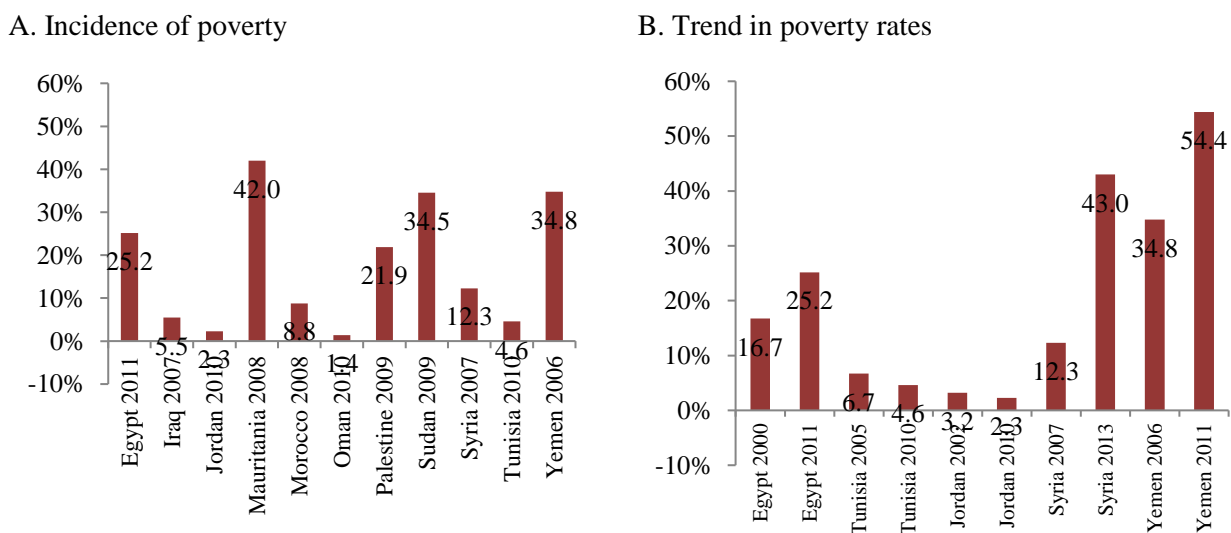 A. Incidence of poverty
60%
50%
40%
30%
20%
10%
0%
-10%
25.2
5.5
2.3
42.0
8.8
1.4
21.9
34.5
12.3
4.6
34.8
Egypt 2011
Iraq 2007
Jordan 2010
Mauritania 2008
Morocco 2008
Oman 2010
Palestine 2009
Sudan 2009
Syria 2007
Tunisia 2010
Yemen 2006
B. Trend in poverty rates
60%
50%
40%
30%
20%
10%
0%
-10%
16.7
25.2
6.7
4.6
3.2
2.3
12.3
43.0
34.8
54.4
Egypt 2000
Egypt 2011
Tunisia 2005
Tunisia 2010
Jordan 2002
Jordan 2010
Syria 2007
Syria 2013
Yemen 2006
Yemen 2011